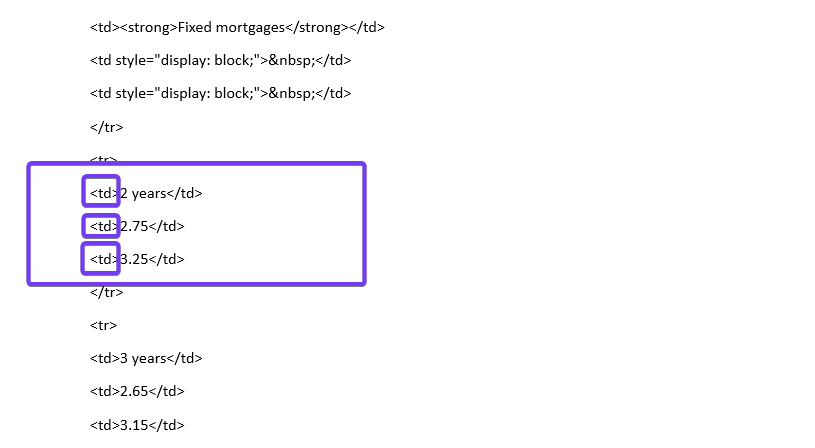 <td><strong>Fixed mortgages</strong></td>
<td style="display: block;">&nbsp;</td>
<td style="display: block;">&nbsp;</td>
</tr>
<tr>
<td>2 years</td>
<td>2.75</td>
<td>3.25</td>
</tr>
<tr>
<td>3 years</td>
<td>2.65</td>
<td>3.15</td>